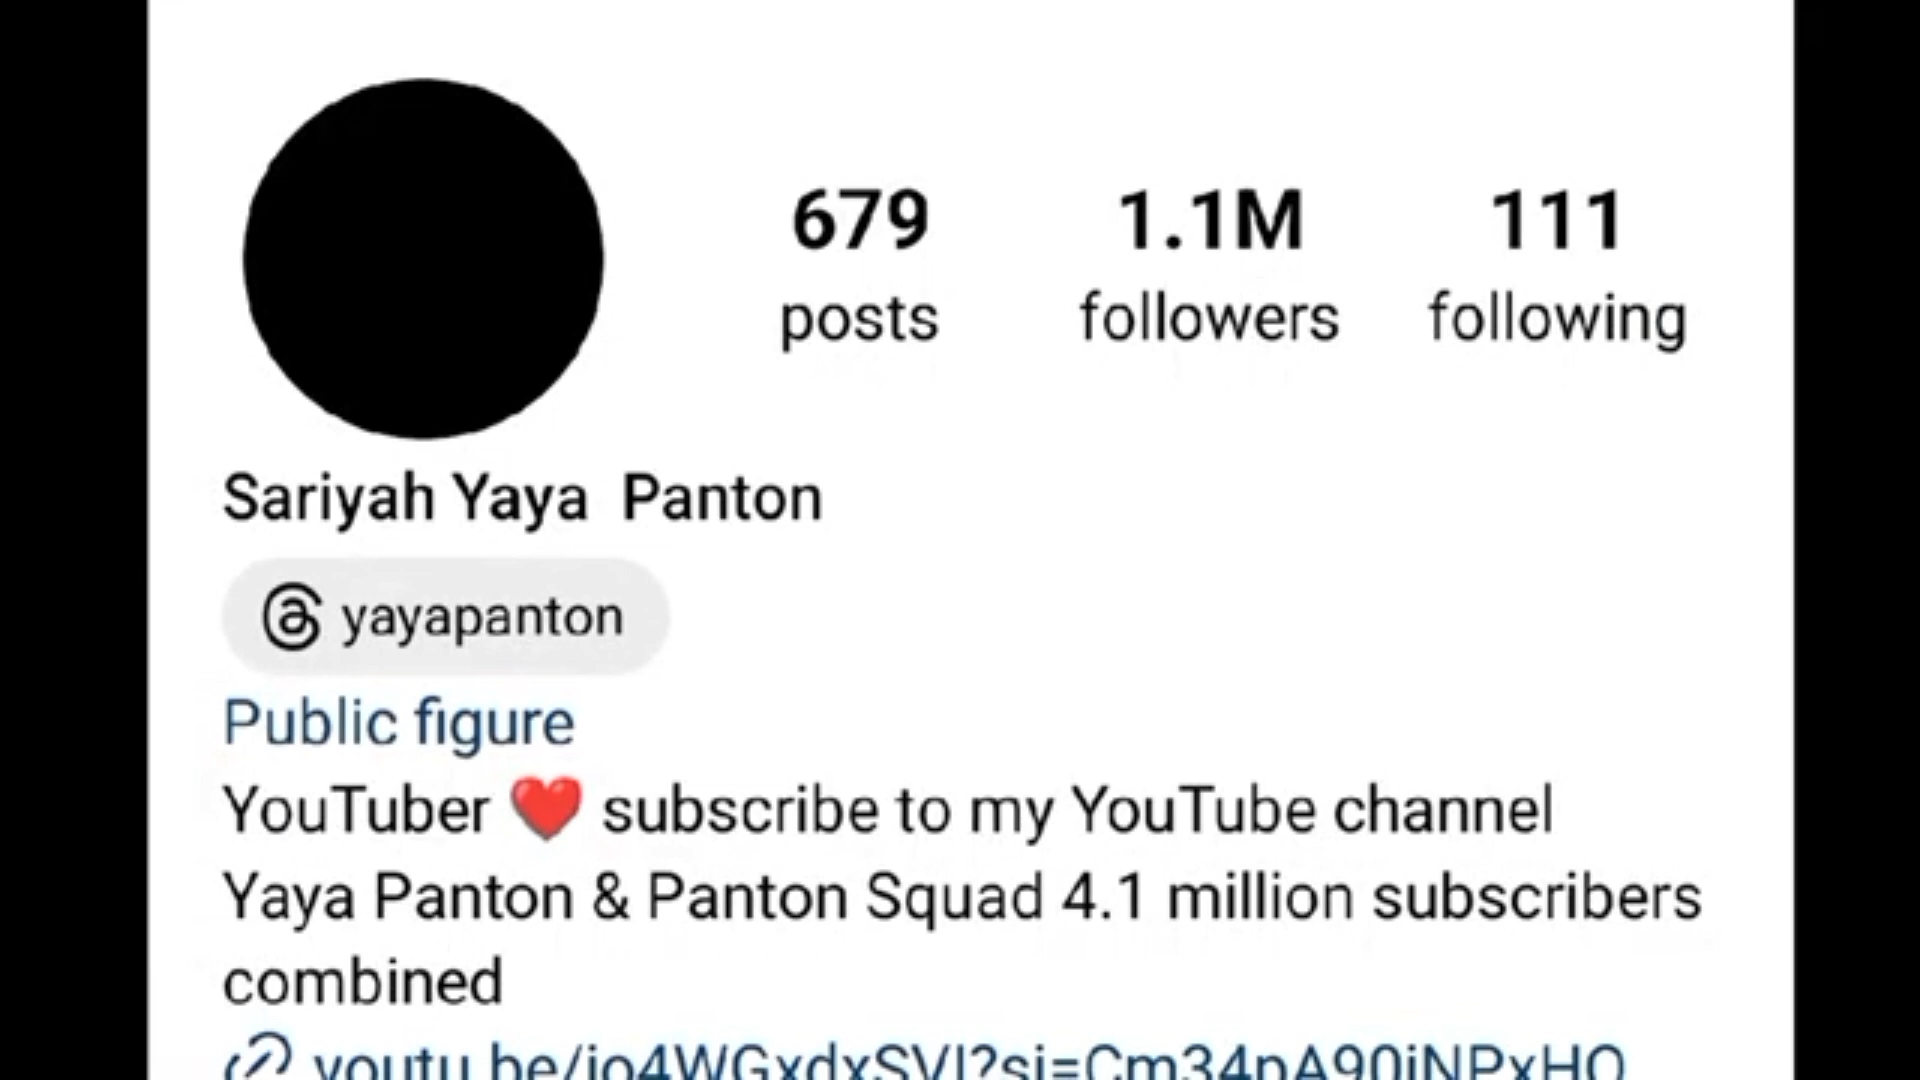 679 1.1M 111
posts followers following
Sariyah Yaya Panton
yayapanton
Public figure
YouTuber ❤️ subscribe to my YouTube channel
Yaya Panton & Panton Squad 4.1 million subscribers
combined